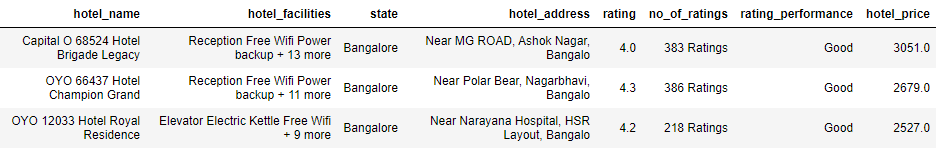 hotel_name hotel_facilities state hotel_address rating no_of_ratings rating_performance hotel_price
Capital O 68524 Hotel Brigade Legacy Reception Free Wifi Power backup + 13 more Bangalore Near MG ROAD, Ashok Nagar, Bangalo 4.0 383 Ratings Good 3051.0
OYO 66437 Hotel Champion Grand Reception Free Wifi Power backup + 11 more Bangalore Near Polar Bear, Nagarbhavi, Bangalo 4.3 386 Ratings Good 2679.0
OYO 12033 Hotel Royal Residence Elevator Electric Kettle Free Wifi + 9 more Bangalore Near Narayana Hospital, HSR Layout, Bangalo 4.2 218 Ratings Good 2527.0